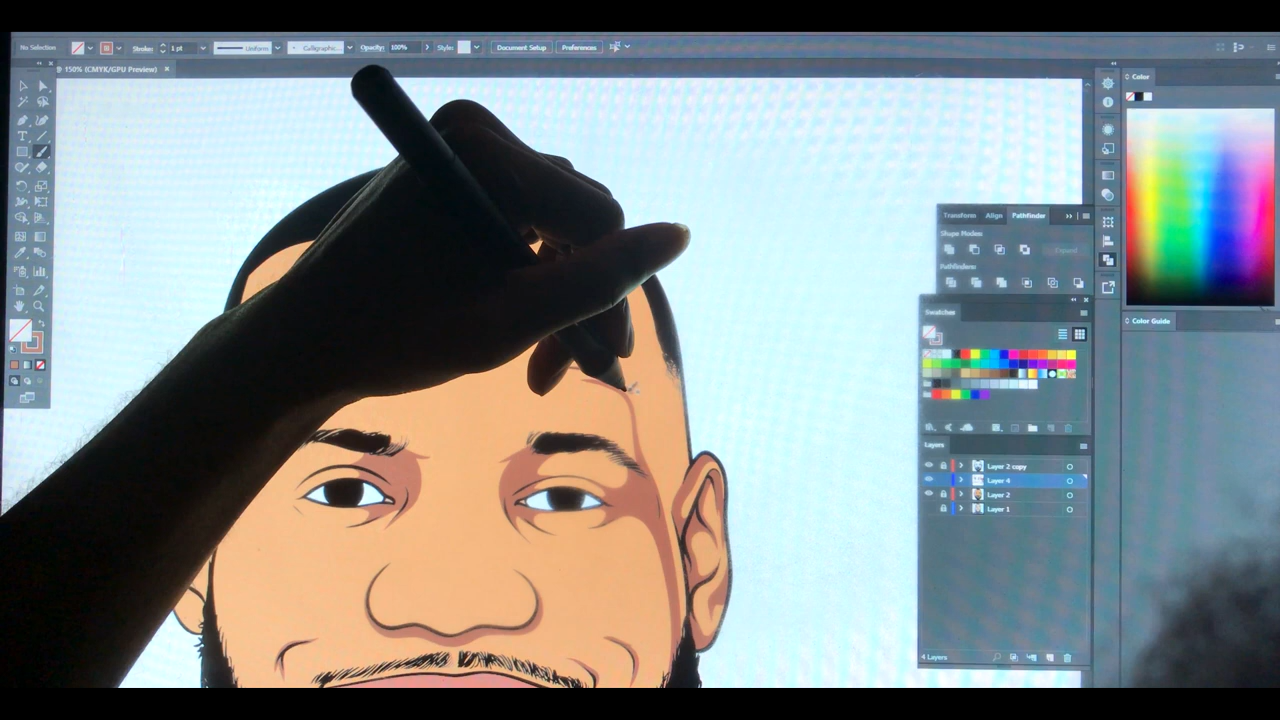 No Selection Stroke: 1 pt Uniform Calligraphic... Opacity: 100% Style: Document Setup Preferences
@ 150% (CMYK/GPU Preview) ×
Color
Transform Align Pathfinder
Shape Modes:
Expand
Pathfinders:
Swatches
Color Guide
Layers
Layer 2 copy
Layer 4
Layer 2
Layer 1
4 Layers